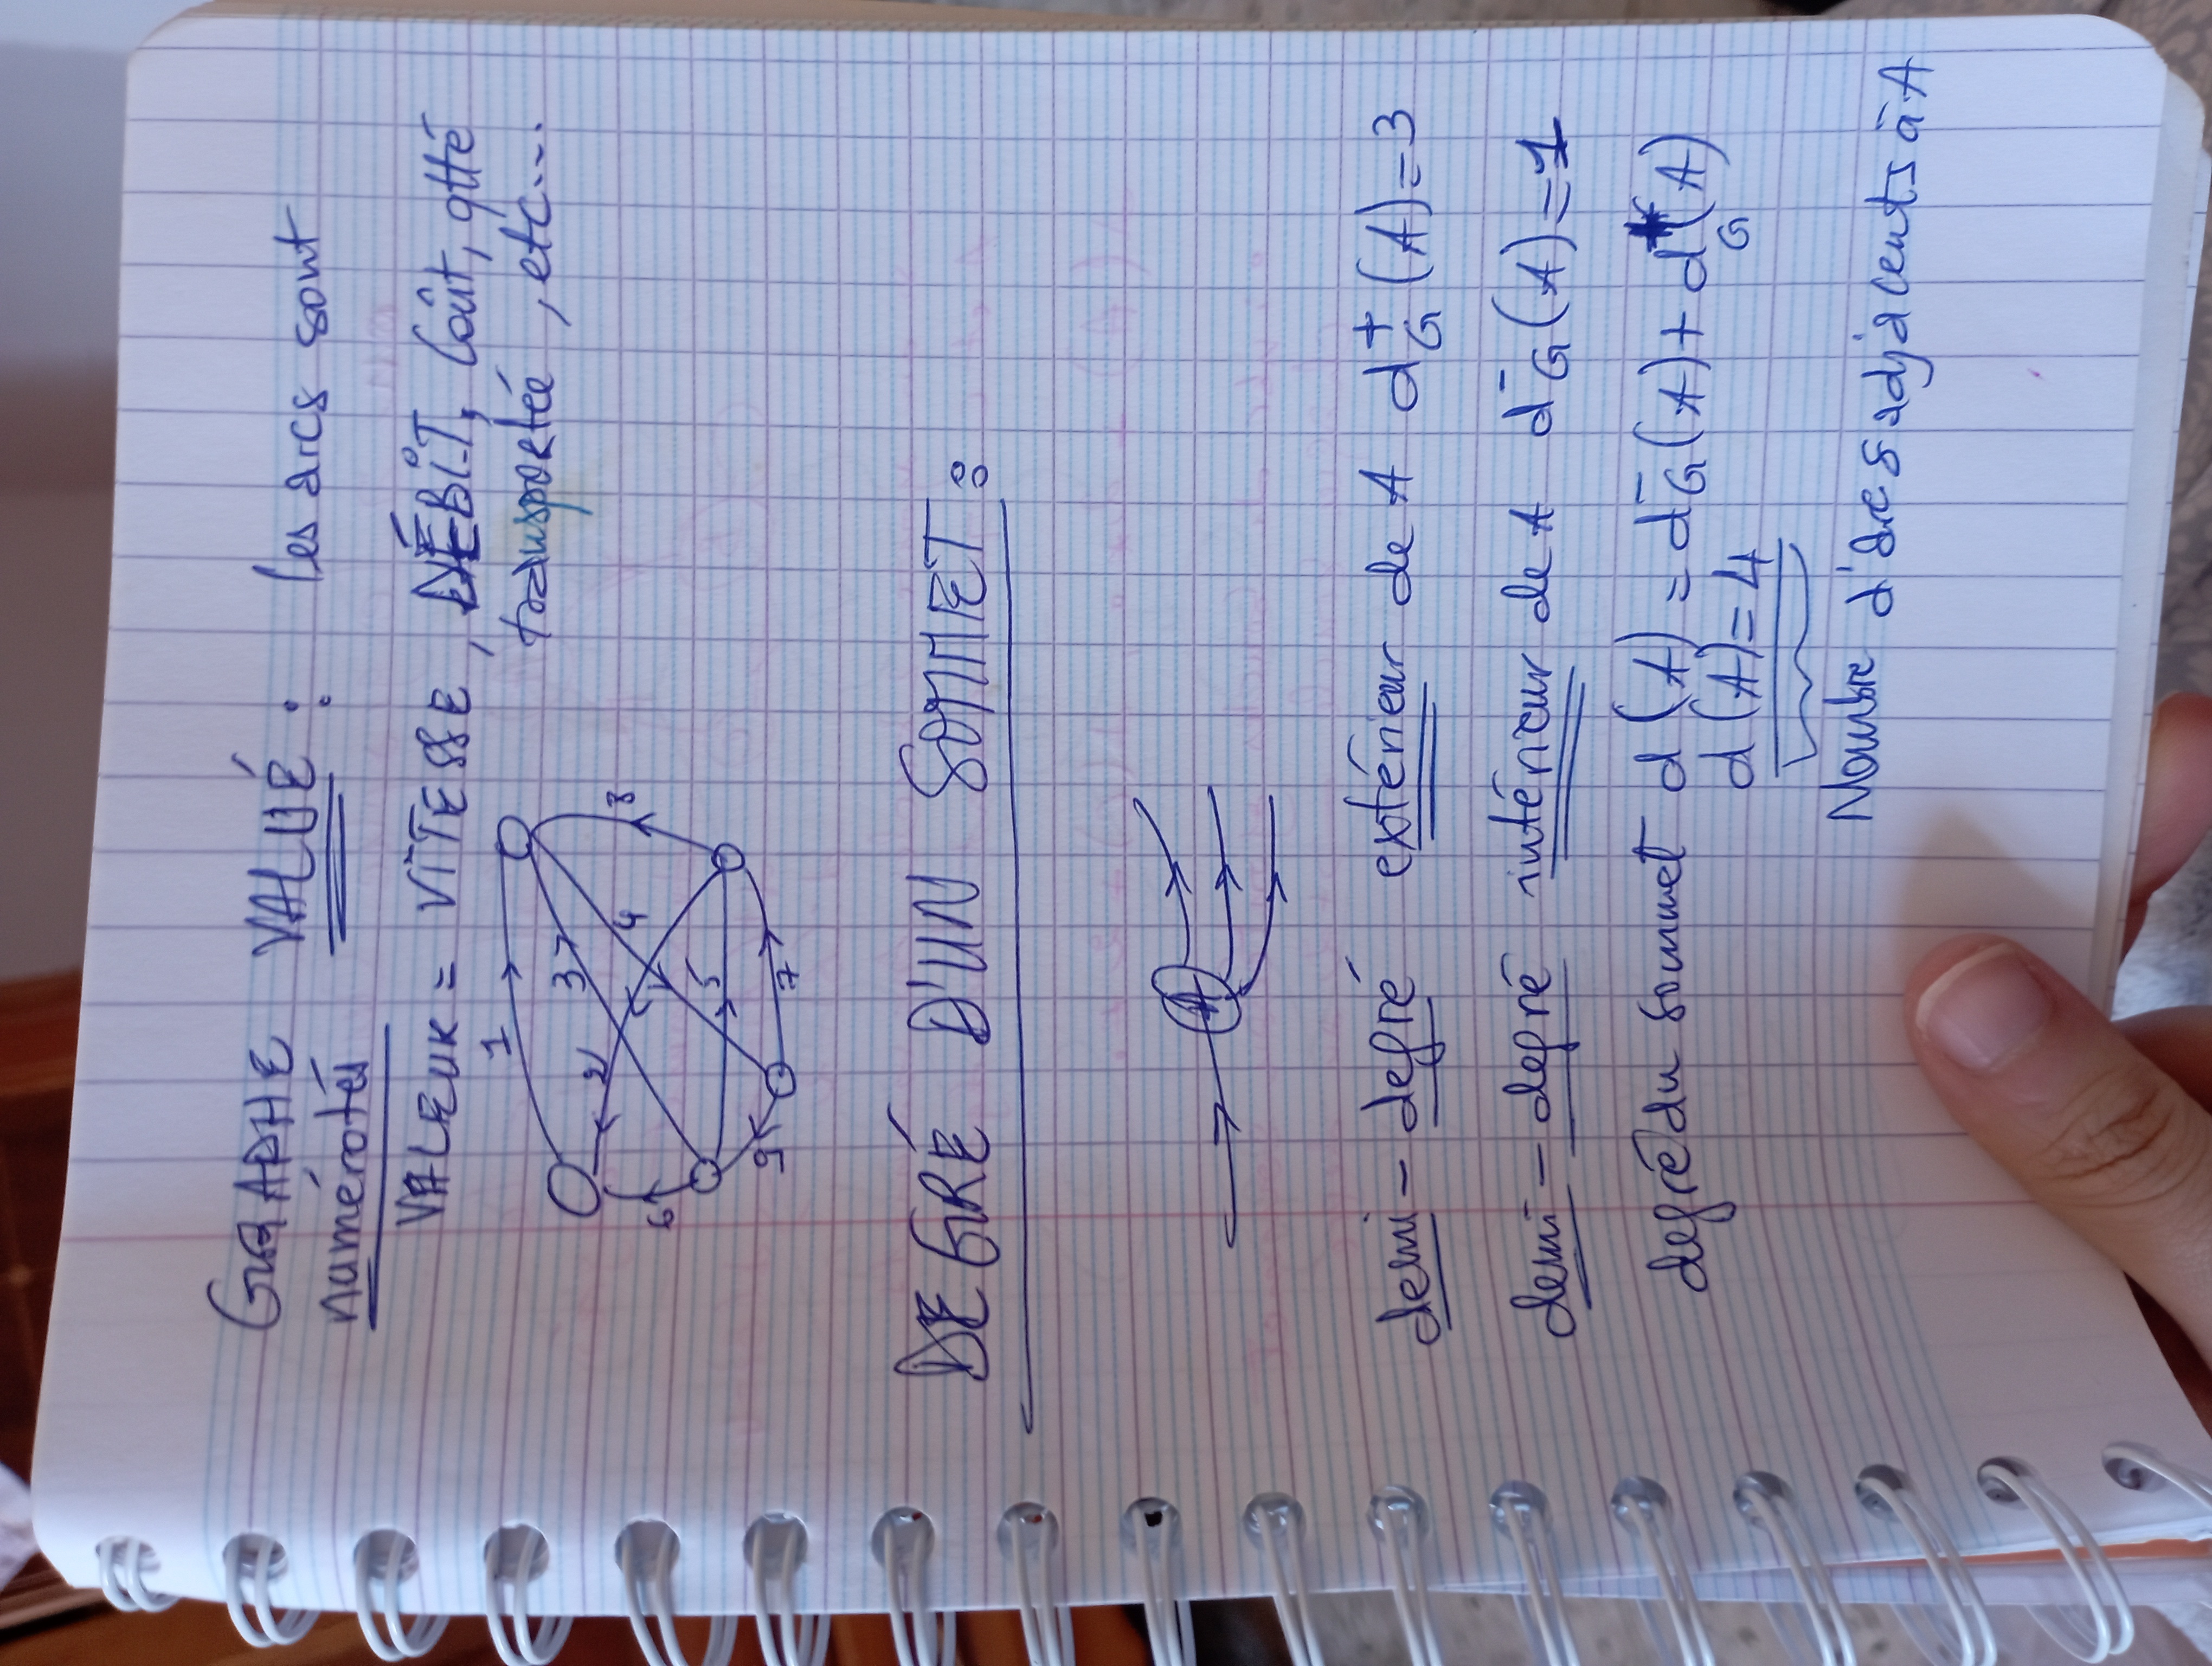 GRAPHE VALUÉ : les arcs sont
numérotés
VALEUR = VITESSE, DÉBIT, Coût, qtté
transportée, etc...
1
3
2
4
8
6
5
9
7
DEGRÉ D'UN SOMMET :
A
demi-degré extérieur de A d⁺G(A)=3
demi-degré intérieur de A d⁻G(A)=1
degré du sommet d(A) = d⁻G(A) + d⁺G(A)
d(A)=4
Nombre d'arcs adjacents à A